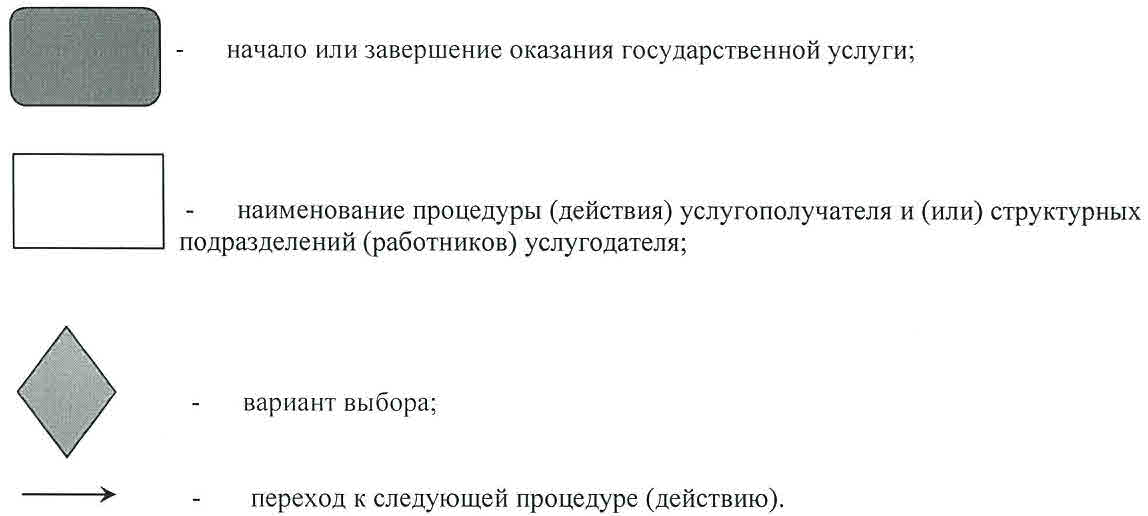 - начало или завершение оказания государственной услуги;
- наименование процедуры (действия) услугополучателя и (или) структурных
подразделений (работников) услугодателя;
- вариант выбора;
- переход к следующей процедуре (действию).